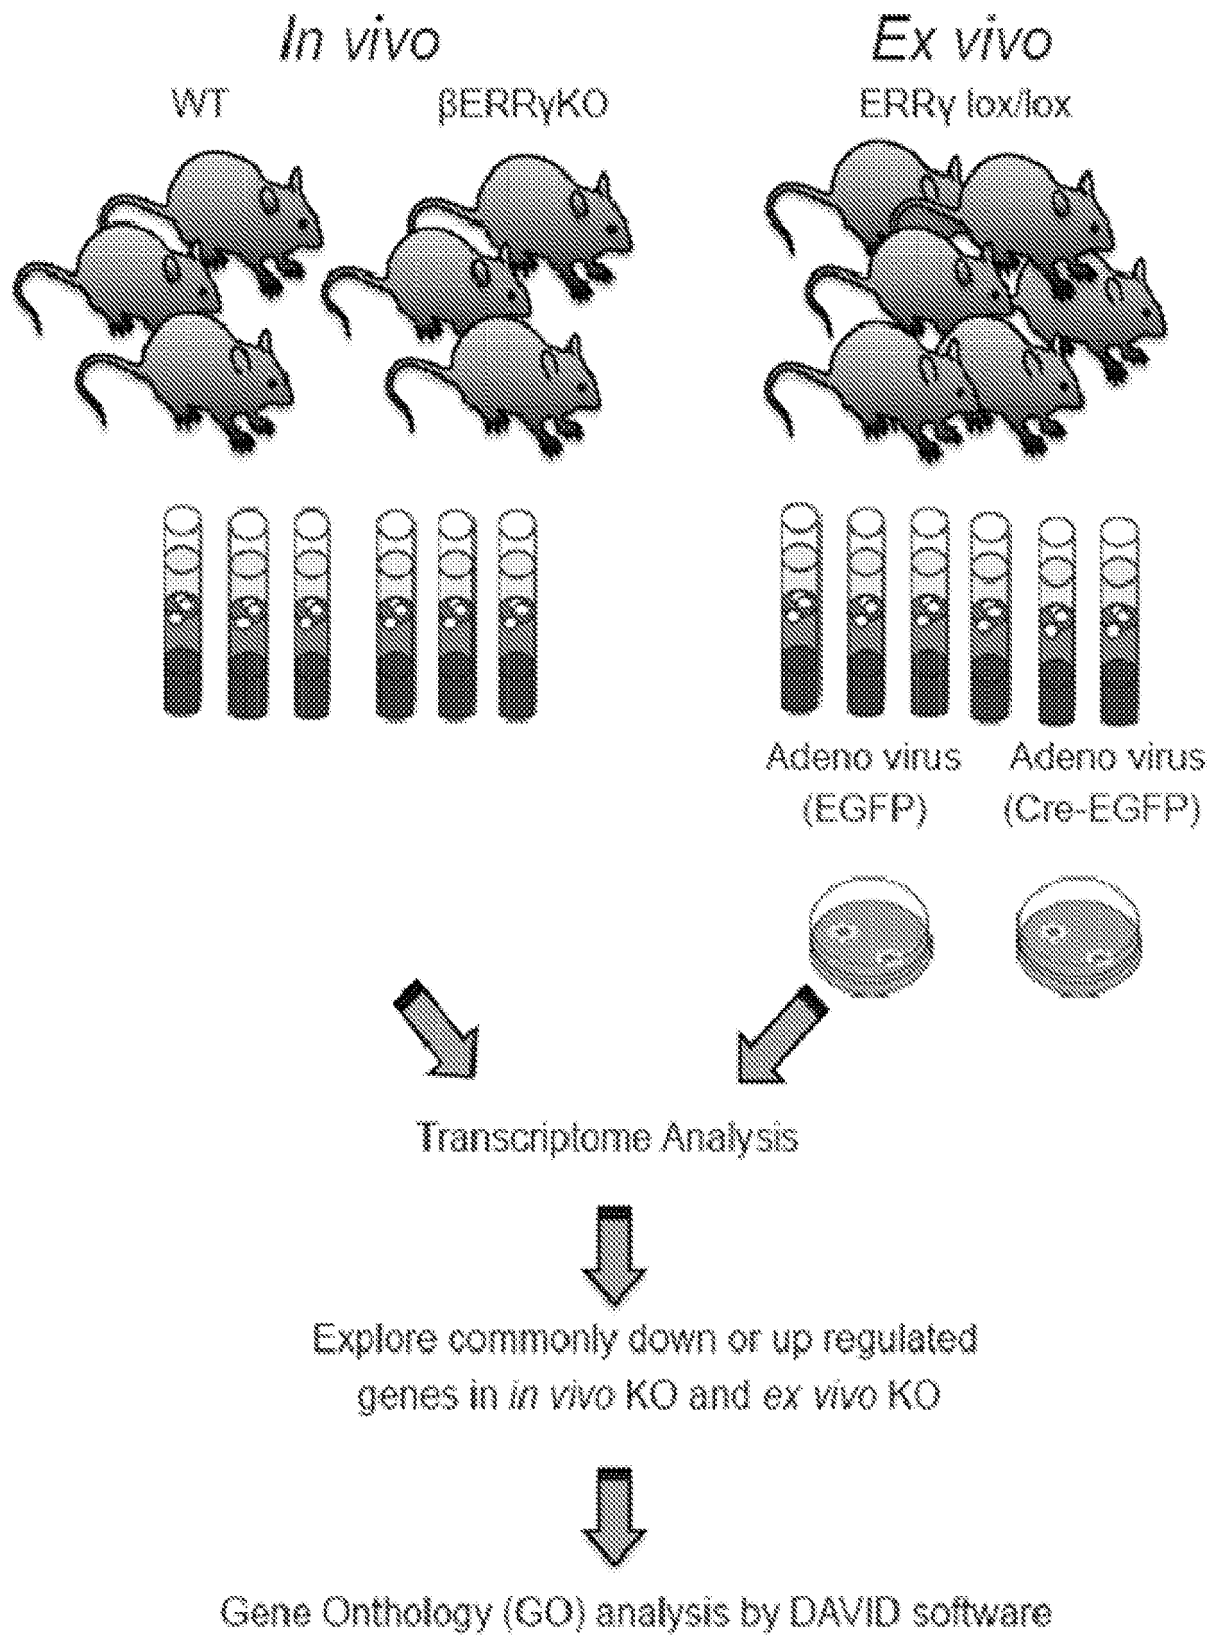 In vivo
Ex vivo
WT
βERRγKO
ERRγ lox/lox
Adeno virus
(EGFP)
Adeno virus
(Cre-EGFP)
Transcriptome Analysis
Explore commonly down or up regulated
genes in in vivo KO and ex vivo KO
Gene Onthology (GO) analysis by DAVID software